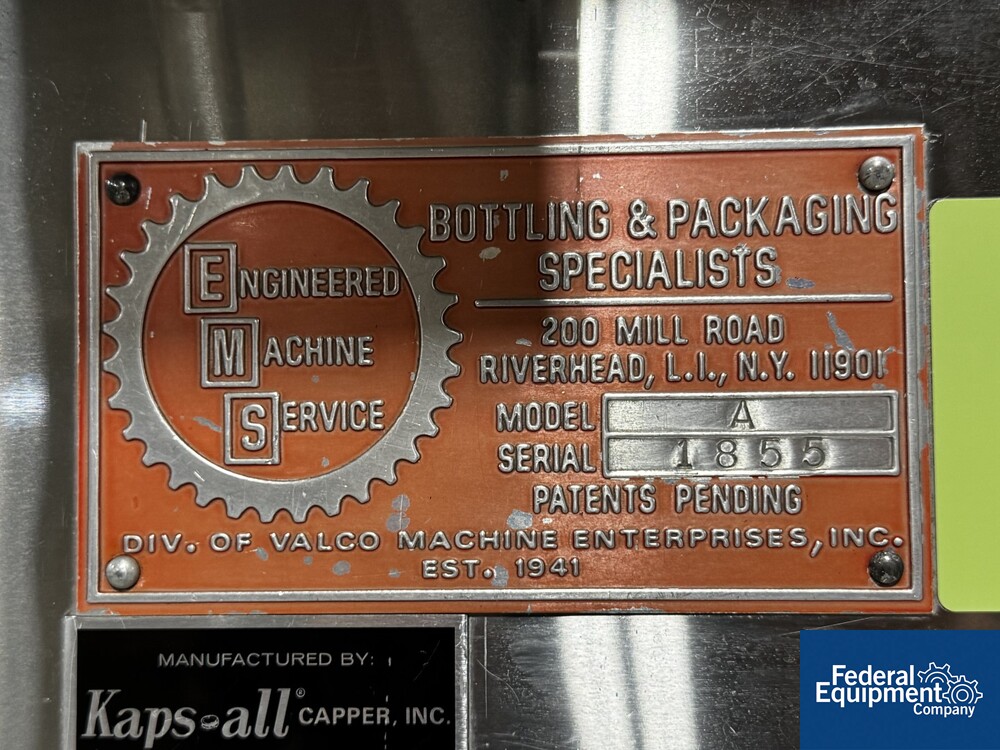 ENGINEERED
MACHINE
SERVICE
BOTTLING & PACKAGING
SPECIALISTS
200 MILL ROAD
RIVERHEAD, L.I., N.Y. 11901
MODEL A
SERIAL 1855
PATENTS PENDING
DIV. OF VALCO MACHINE ENTERPRISES, INC.
EST. 1941
MANUFACTURED BY:
Kaps-all® CAPPER, INC.
Federal
Equipment
Company